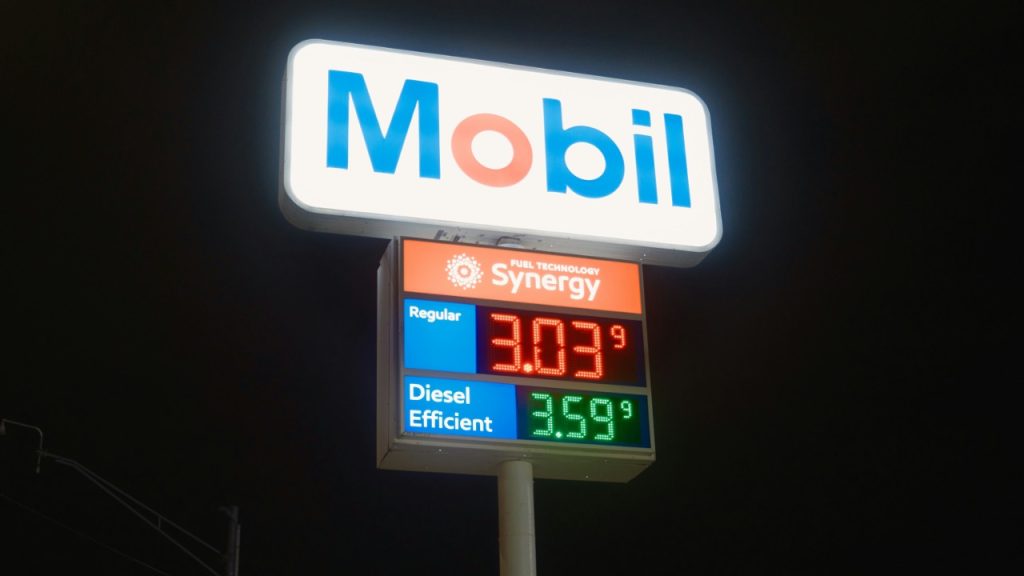 Mobil
FUEL TECHNOLOGY
Synergy
Regular
3.03 9
Diesel
Efficient
3.59 9